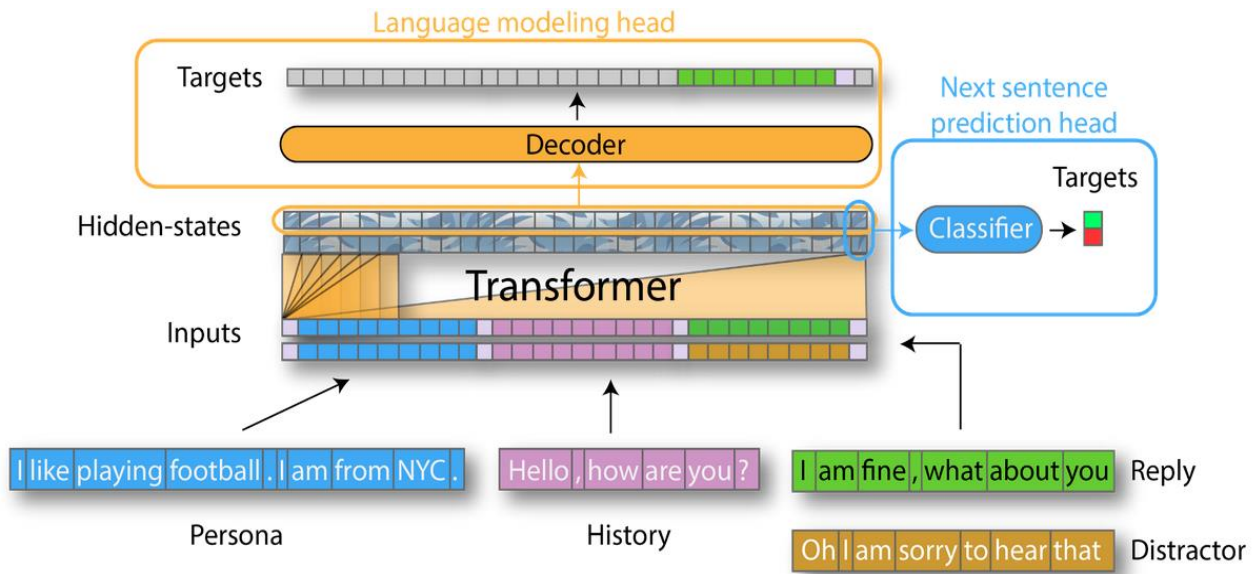 Language modeling head
Targets
Decoder
Next sentence
prediction head
Targets
Hidden-states
Classifier
Transformer
Inputs
I like playing football . I am from NYC .
Persona
Hello , how are you ?
History
I am fine , what about you
Reply
Oh I am sorry to hear that
Distractor